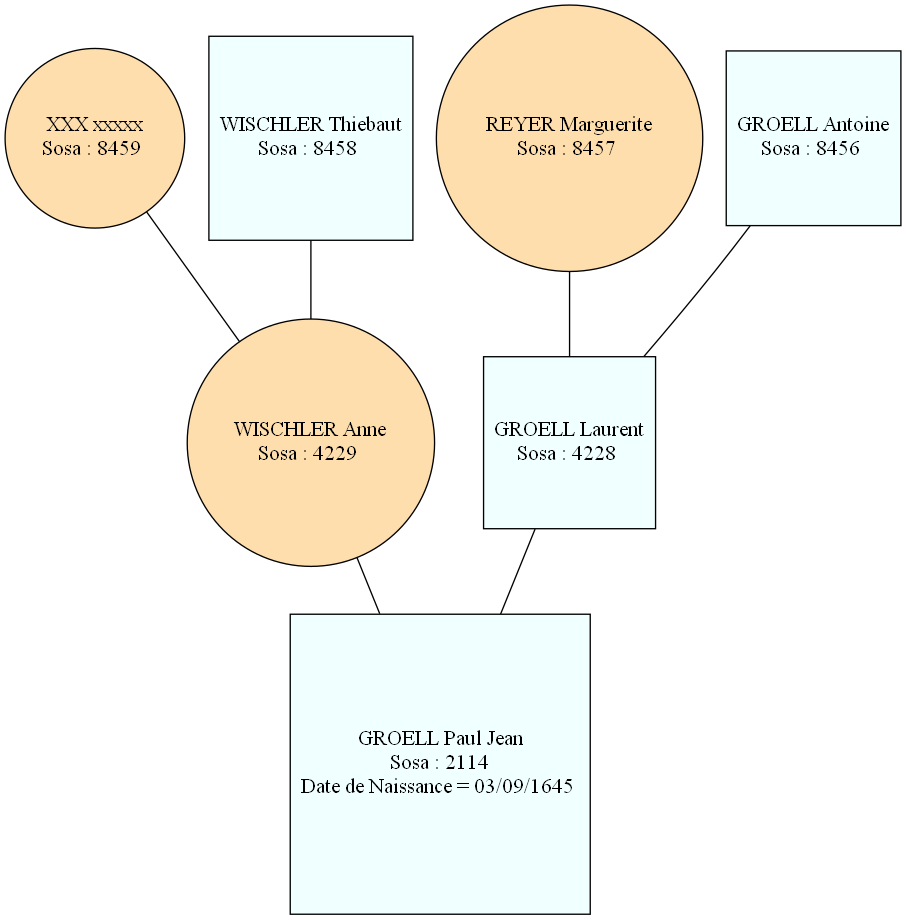 XXX xxxxx
Sosa : 8459
WISCHLER Thiebaut
Sosa : 8458
REYER Marguerite
Sosa : 8457
GROELL Antoine
Sosa : 8456
WISCHLER Anne
Sosa : 4229
GROELL Laurent
Sosa : 4228
GROELL Paul Jean
Sosa : 2114
Date de Naissance = 03/09/1645